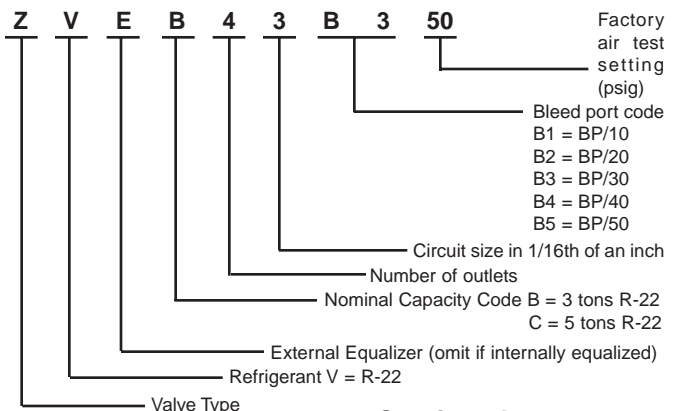 Z V E B 4 3 B 3 50
Factory
air test
setting
(psig)
Bleed port code
B1 = BP/10
B2 = BP/20
B3 = BP/30
B4 = BP/40
B5 = BP/50
Circuit size in 1/16th of an inch
Number of outlets
Nominal Capacity Code B = 3 tons R-22
C = 5 tons R-22
External Equalizer (omit if internally equalized)
Refrigerant V = R-22
Valve Type